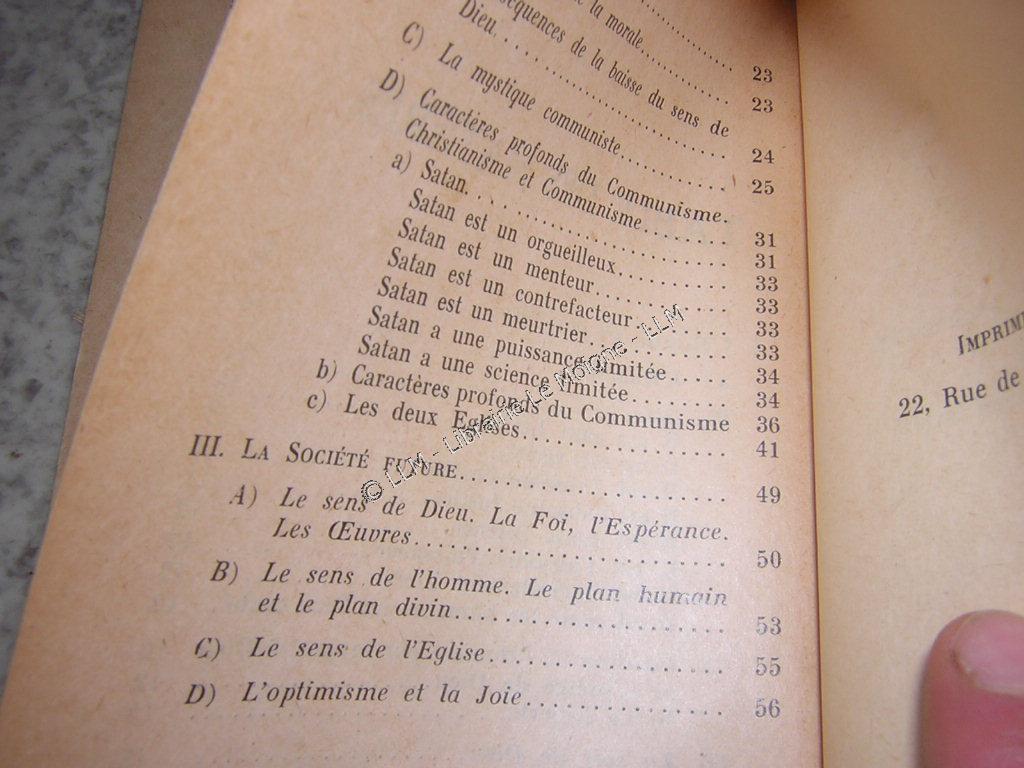 la morale.................. 23
de la baisse du sens de
Dieu........................ 23
C) La mystique communiste............ 24
D) Caractères profonds du Communisme.
Christianisme et Communisme......... 25
a) Satan.......................... 31
Satan est un orgueilleux............ 31
Satan est un menteur.............. 33
Satan est un contrefacteur.......... 33
Satan est un meurtrier............. 33
Satan a une puissance limitée...... 34
Satan a une science limitée......... 34
b) Caractères profonds du Communisme 36
c) Les deux Eglises................. 41
III. LA SOCIÉTÉ FUTURE.................... 49
A) Le sens de Dieu. La Foi, l'Espérance.
Les Œuvres........................ 50
B) Le sens de l'homme. Le plan humain
et le plan divin.................... 53
C) Le sens de l'Eglise.................. 55
D) L'optimisme et la Joie............... 56
IMPRIM
22, Rue de
© LLM - Librairie Le Moione - LLM